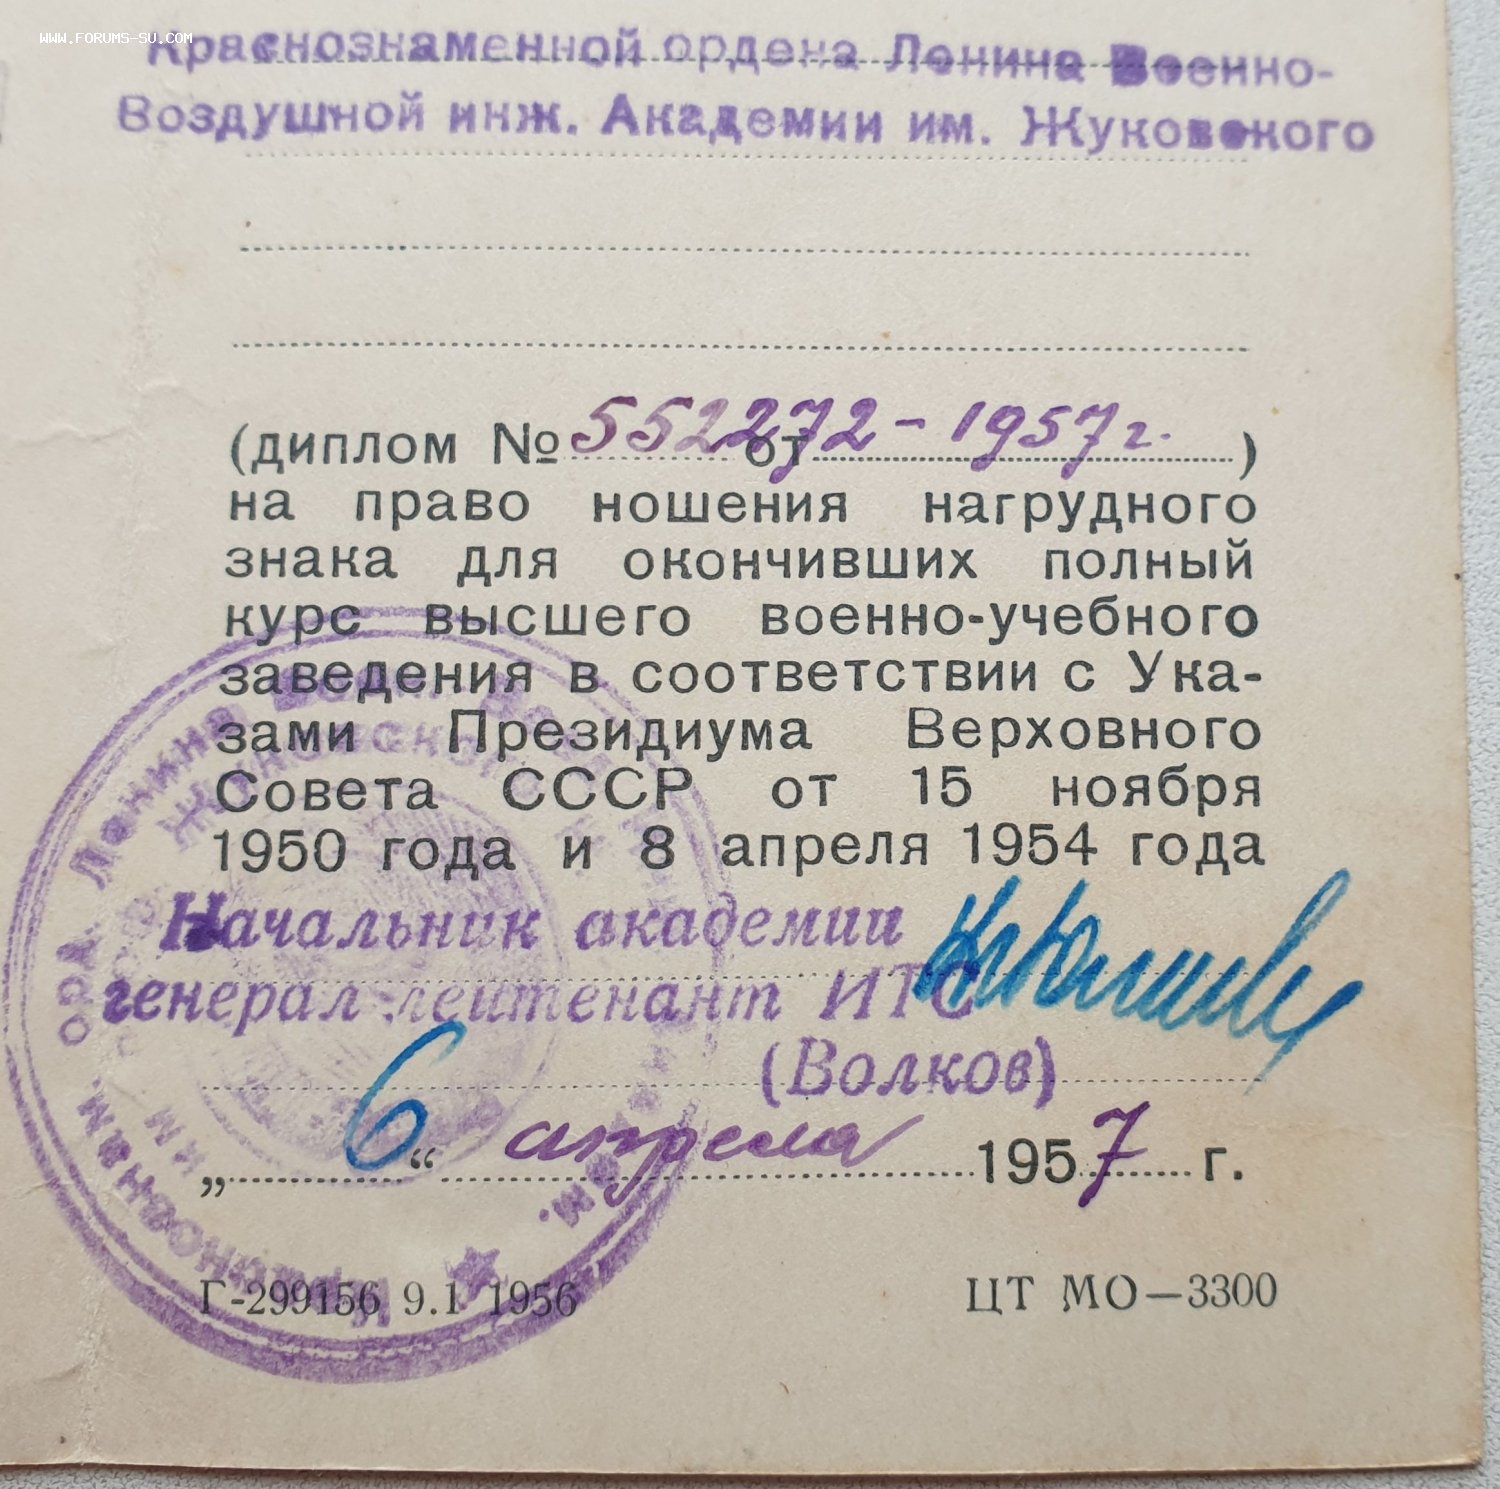 WWW.FORUMS-SU.COM
Краснознаменной ордена Ленина Военно-
Воздушной инж. Академии им. Жуковского
(диплом № 552272 от - 1957 г. )
на право ношения нагрудного
знака для окончивших полный
курс высшего военно-учебного
заведения в соответствии с Ука-
зами Президиума Верховного
Совета СССР от 15 ноября
1950 года и 8 апреля 1954 года
Начальник академии
генерал-лейтенант ИТС
(Волков)
„ 6 “ апреля 1957 г.
Г-299156 9.1 1956 ЦТ МО—3300
орд. Ленина